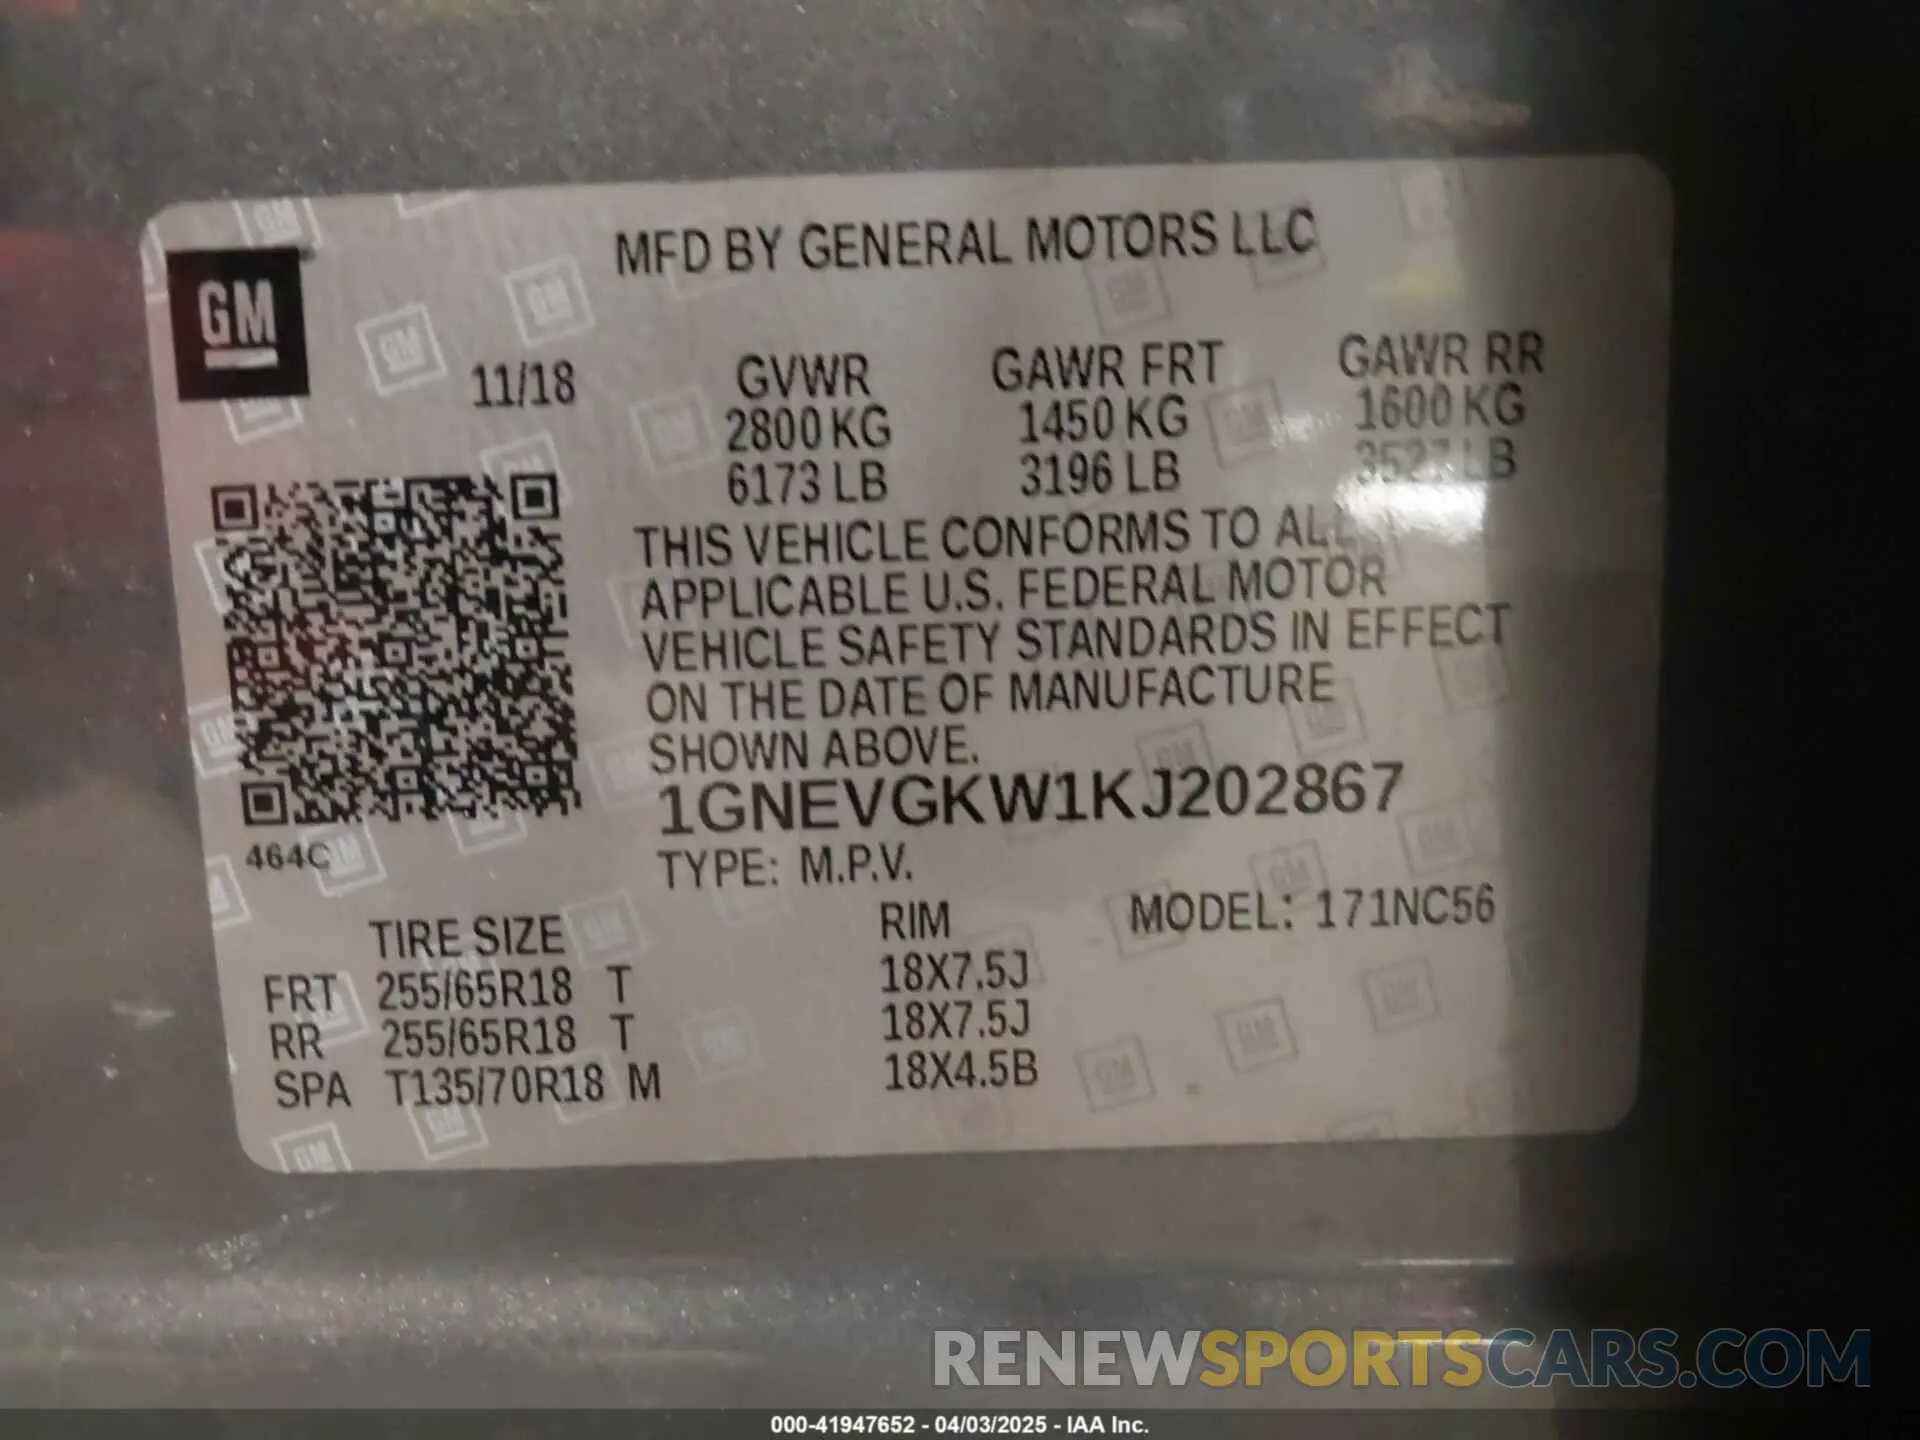 MFD BY GENERAL MOTORS LLC
GM
11/18 GVWR GAWR FRT GAWR RR
2800 KG 1450 KG 1600 KG
6173 LB 3196 LB 3527 LB
THIS VEHICLE CONFORMS TO ALL
APPLICABLE U.S. FEDERAL MOTOR
VEHICLE SAFETY STANDARDS IN EFFECT
ON THE DATE OF MANUFACTURE
SHOWN ABOVE.
1GNEVGKW1KJ202867
464C
TYPE: M.P.V.
TIRE SIZE RIM MODEL: 171NC56
FRT 255/65R18 T 18X7.5J
RR 255/65R18 T 18X7.5J
SPA T135/70R18 M 18X4.5B
RENEWSPORTSCARS.COM
000-41947652 - 04/03/2025 - IAA Inc.